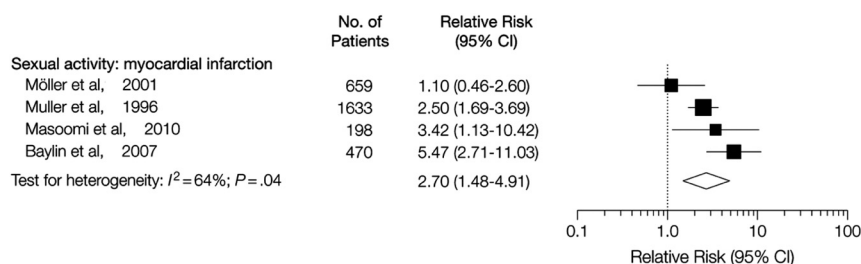 No. of Patients Relative Risk (95% CI)
Sexual activity: myocardial infarction
Möller et al, 2001 659 1.10 (0.46-2.60)
Muller et al, 1996 1633 2.50 (1.69-3.69)
Masoomi et al, 2010 198 3.42 (1.13-10.42)
Baylin et al, 2007 470 5.47 (2.71-11.03)
Test for heterogeneity: I²=64%; P=.04 2.70 (1.48-4.91)
0.1 1.0 10 100
Relative Risk (95% CI)